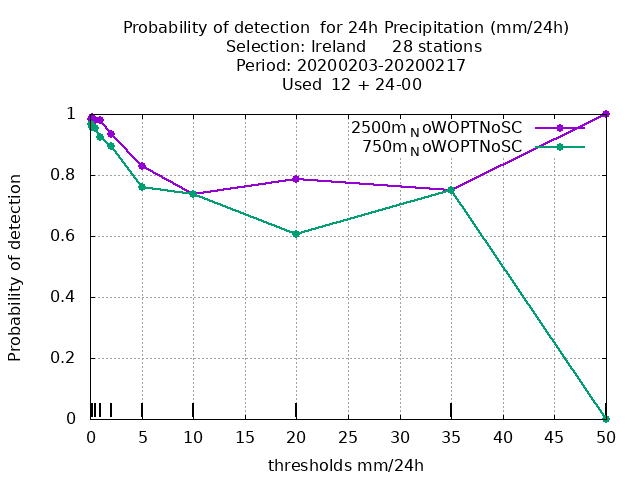 Probability of detection  for 24h Precipitation (mm/24h)
Selection: Ireland     28 stations
Period: 20200203-20200217
Used  12 + 24-00
2500m_NoWOPTNoSC
750m_NoWOPTNoSC
1
0.8
0.6
0.4
0.2
0
Probability of detection
0 5 10 15 20 25 30 35 40 45 50
thresholds mm/24h